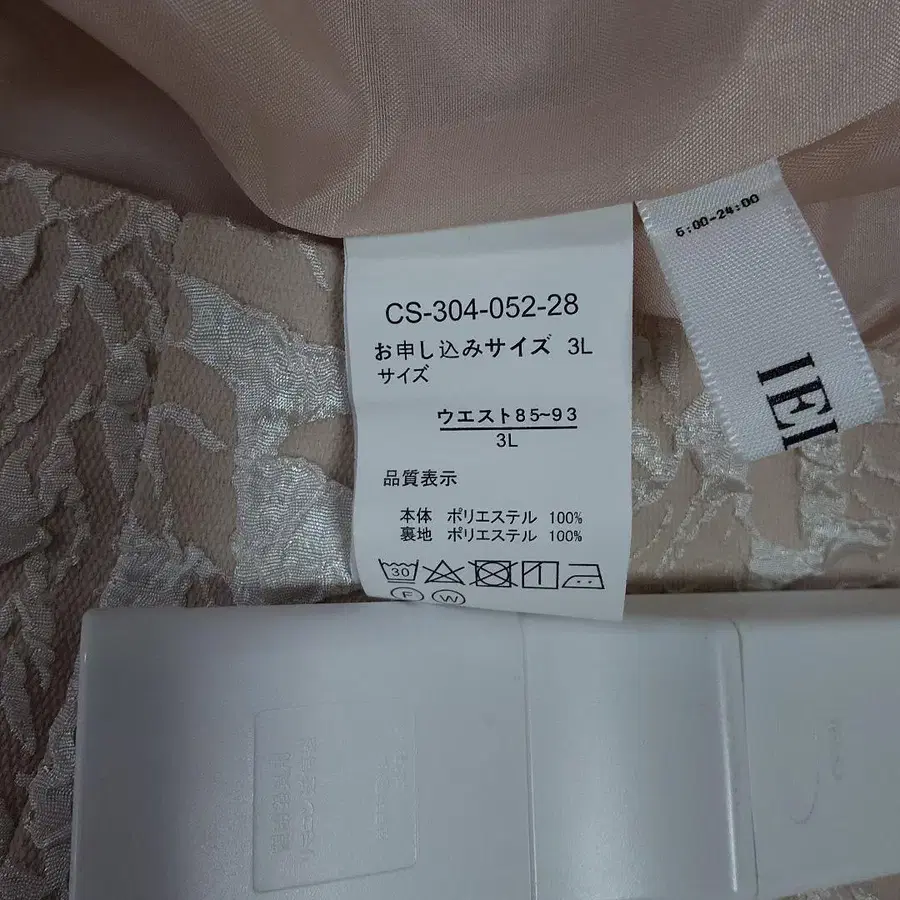 CS-304-052-28
お申し込みサイズ 3L
サイズ
ウエスト85~93
3L
品質表示
本体 ポリエステル 100%
裏地 ポリエステル 100%
30
F W
6:00-24:00